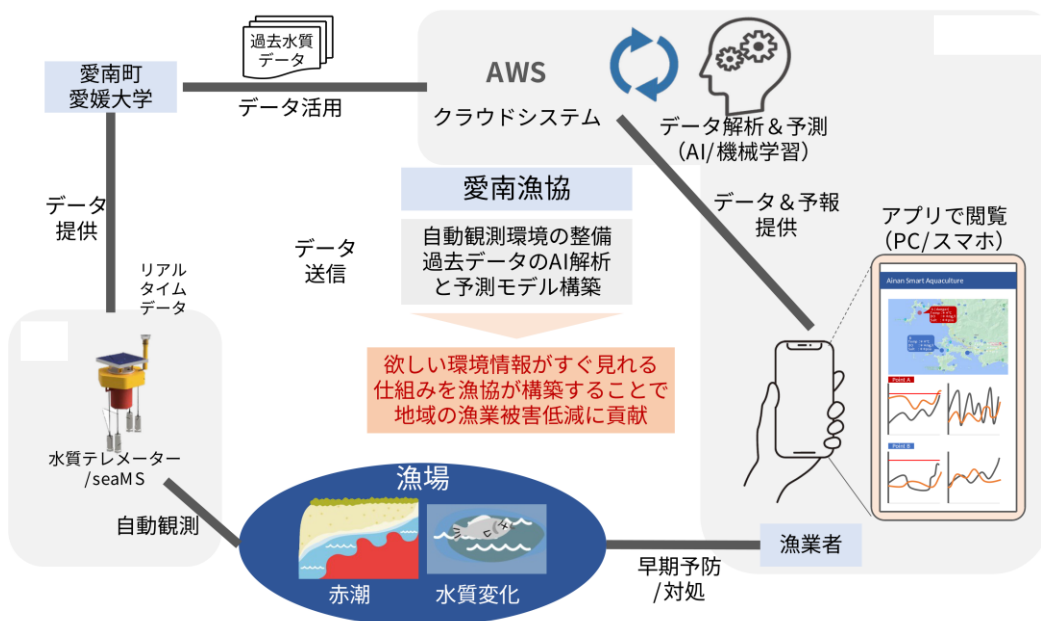 過去水質
データ
愛南町
愛媛大学
データ活用
AWS
クラウドシステム
データ解析＆予測
（AI/機械学習）
愛南漁協
自動観測環境の整備
過去データのAI解析
と予測モデル構築
データ
提供
データ
送信
リアル
タイム
データ
データ＆予報
提供
アプリで閲覧
（PC/スマホ）
Ainan Smart Aquaculture
Point A
Point B
欲しい環境情報がすぐ見れる
仕組みを漁協が構築することで
地域の漁業被害低減に貢献
水質テレメーター
/seaMS
自動観測
漁場
赤潮
水質変化
早期予防
/対処
漁業者